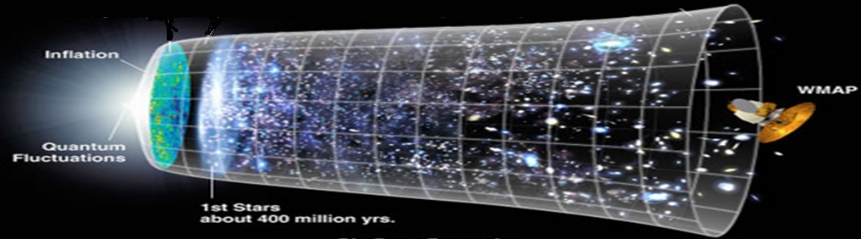 Inflation
WMAP
Quantum
Fluctuations
1st Stars
about 400 million yrs.